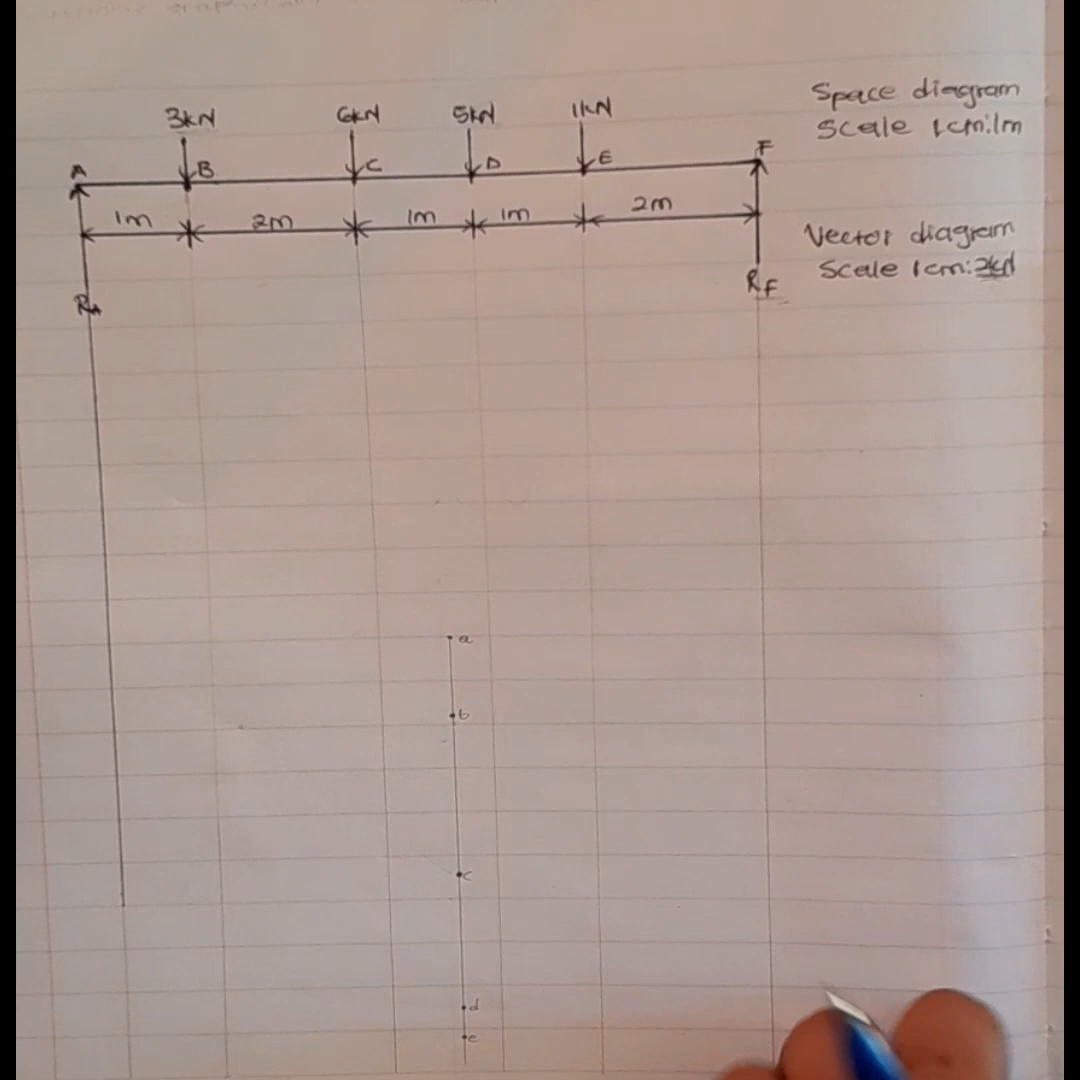 3kN 6kN 5kN 1kN
Space diagram
Scale 1cm:1m
A B C D E F
1m 2m 1m 1m 2m
Vector diagram
Scale 1cm:2kN
RA RF
a
b
c
d
e